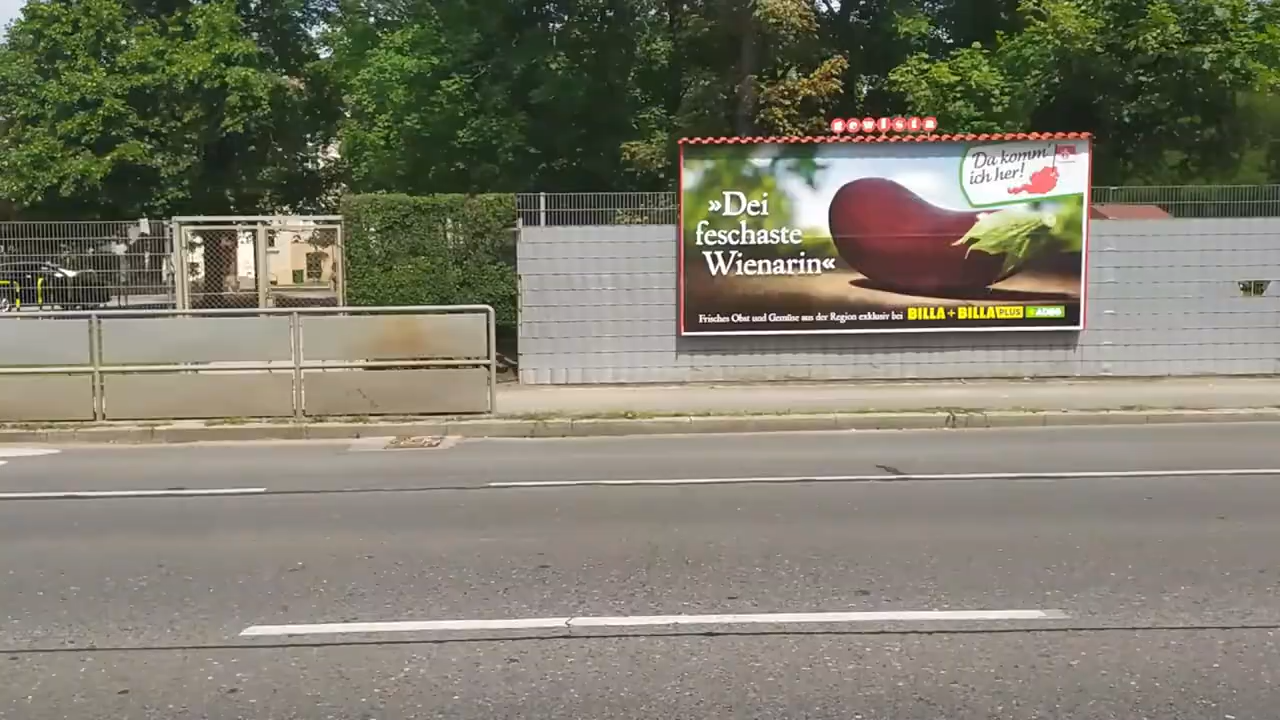 gewista
Da komm'
ich her!
»Dei
feschaste
Wienarin«
Frisches Obst und Gemüse aus der Region exklusiv bei BILLA + BILLA PLUS ADEG